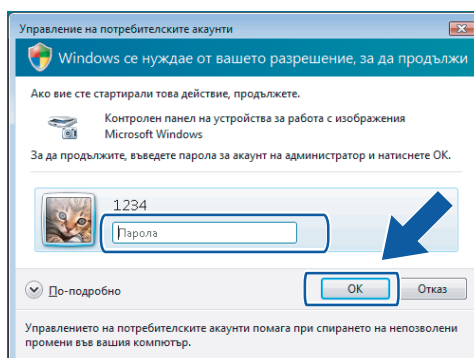 Управление на потребителските акаунти
Windows се нуждае от вашето разрешение, за да продължи
Ако вие сте стартирали това действие, продължете.
Контролен панел на устройства за работа с изображения
Microsoft Windows
За да продължите, въведете парола за акаунт на администратор и натиснете ОК.
1234
Парола
По-подробно
ОК
Отказ
Управлението на потребителските акаунти помага при спирането на непозволени
промени във вашия компютър.